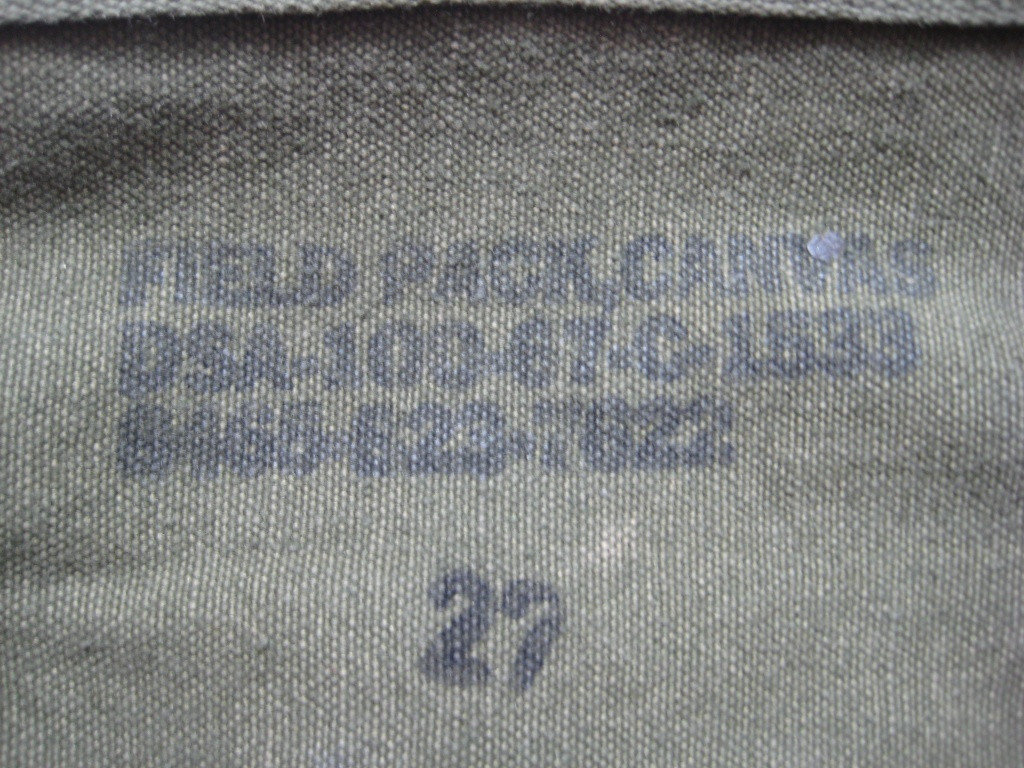 FIELD PACK, CANVAS
DSA-100-67-C-1533
8465-823-7622
27